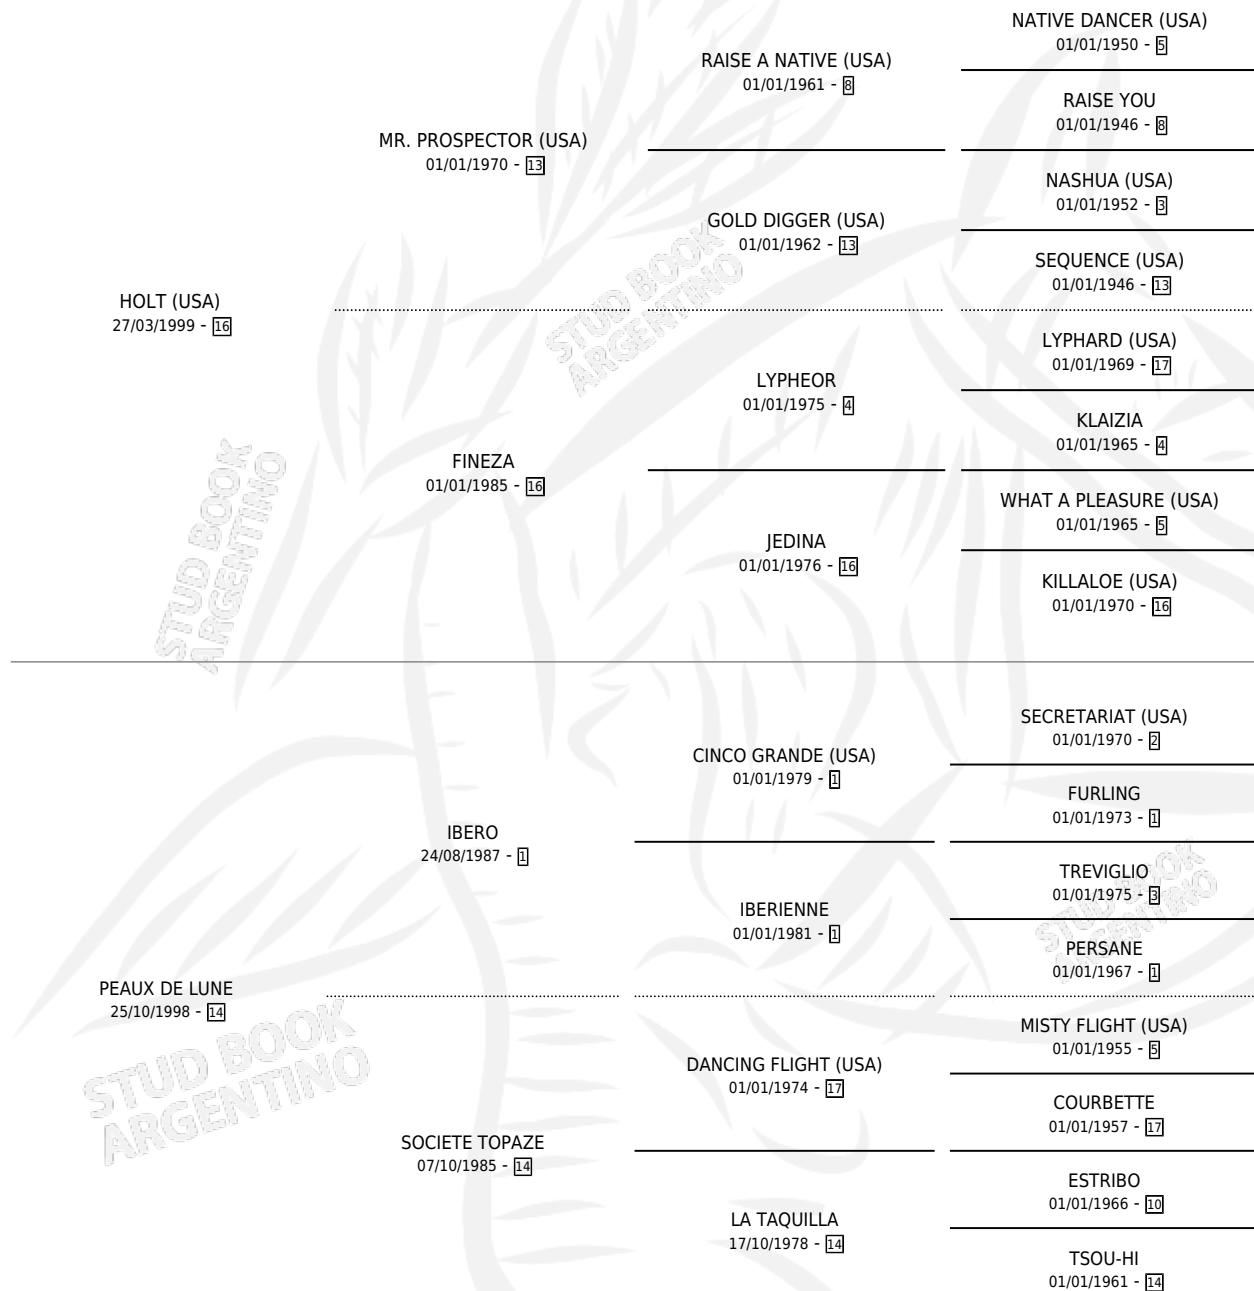 NATIVE DANCER (USA)
01/01/1950 - 5
RAISE A NATIVE (USA)
01/01/1961 - 8
RAISE YOU
01/01/1946 - 8
MR. PROSPECTOR (USA)
01/01/1970 - 13
NASHUA (USA)
01/01/1952 - 3
GOLD DIGGER (USA)
01/01/1962 - 13
SEQUENCE (USA)
01/01/1946 - 13
HOLT (USA)
27/03/1999 - 16
LYPHARD (USA)
01/01/1969 - 17
LYPHEOR
01/01/1975 - 4
KLAIZIA
01/01/1965 - 4
FINEZA
01/01/1985 - 16
WHAT A PLEASURE (USA)
01/01/1965 - 5
JEDINA
01/01/1976 - 16
KILLALOE (USA)
01/01/1970 - 16
SECRETARIAT (USA)
01/01/1970 - 2
CINCO GRANDE (USA)
01/01/1979 - 1
FURLING
01/01/1973 - 1
IBERO
24/08/1987 - 1
TREVIGLIO
01/01/1975 - 3
IBERIENNE
01/01/1981 - 1
PERSANE
01/01/1967 - 1
PEAUX DE LUNE
25/10/1998 - 14
MISTY FLIGHT (USA)
01/01/1955 - 5
DANCING FLIGHT (USA)
01/01/1974 - 17
COURBETTE
01/01/1957 - 17
SOCIETE TOPAZE
07/10/1985 - 14
ESTRIBO
01/01/1966 - 10
LA TAQUILLA
17/10/1978 - 14
TSOU-HI
01/01/1961 - 14
STUD BOOK
ARGENTINO
STUD BOOK
ARGENTINO
STUD BOOK
ARGENTINO
STUD BOOK
ARGENTINO